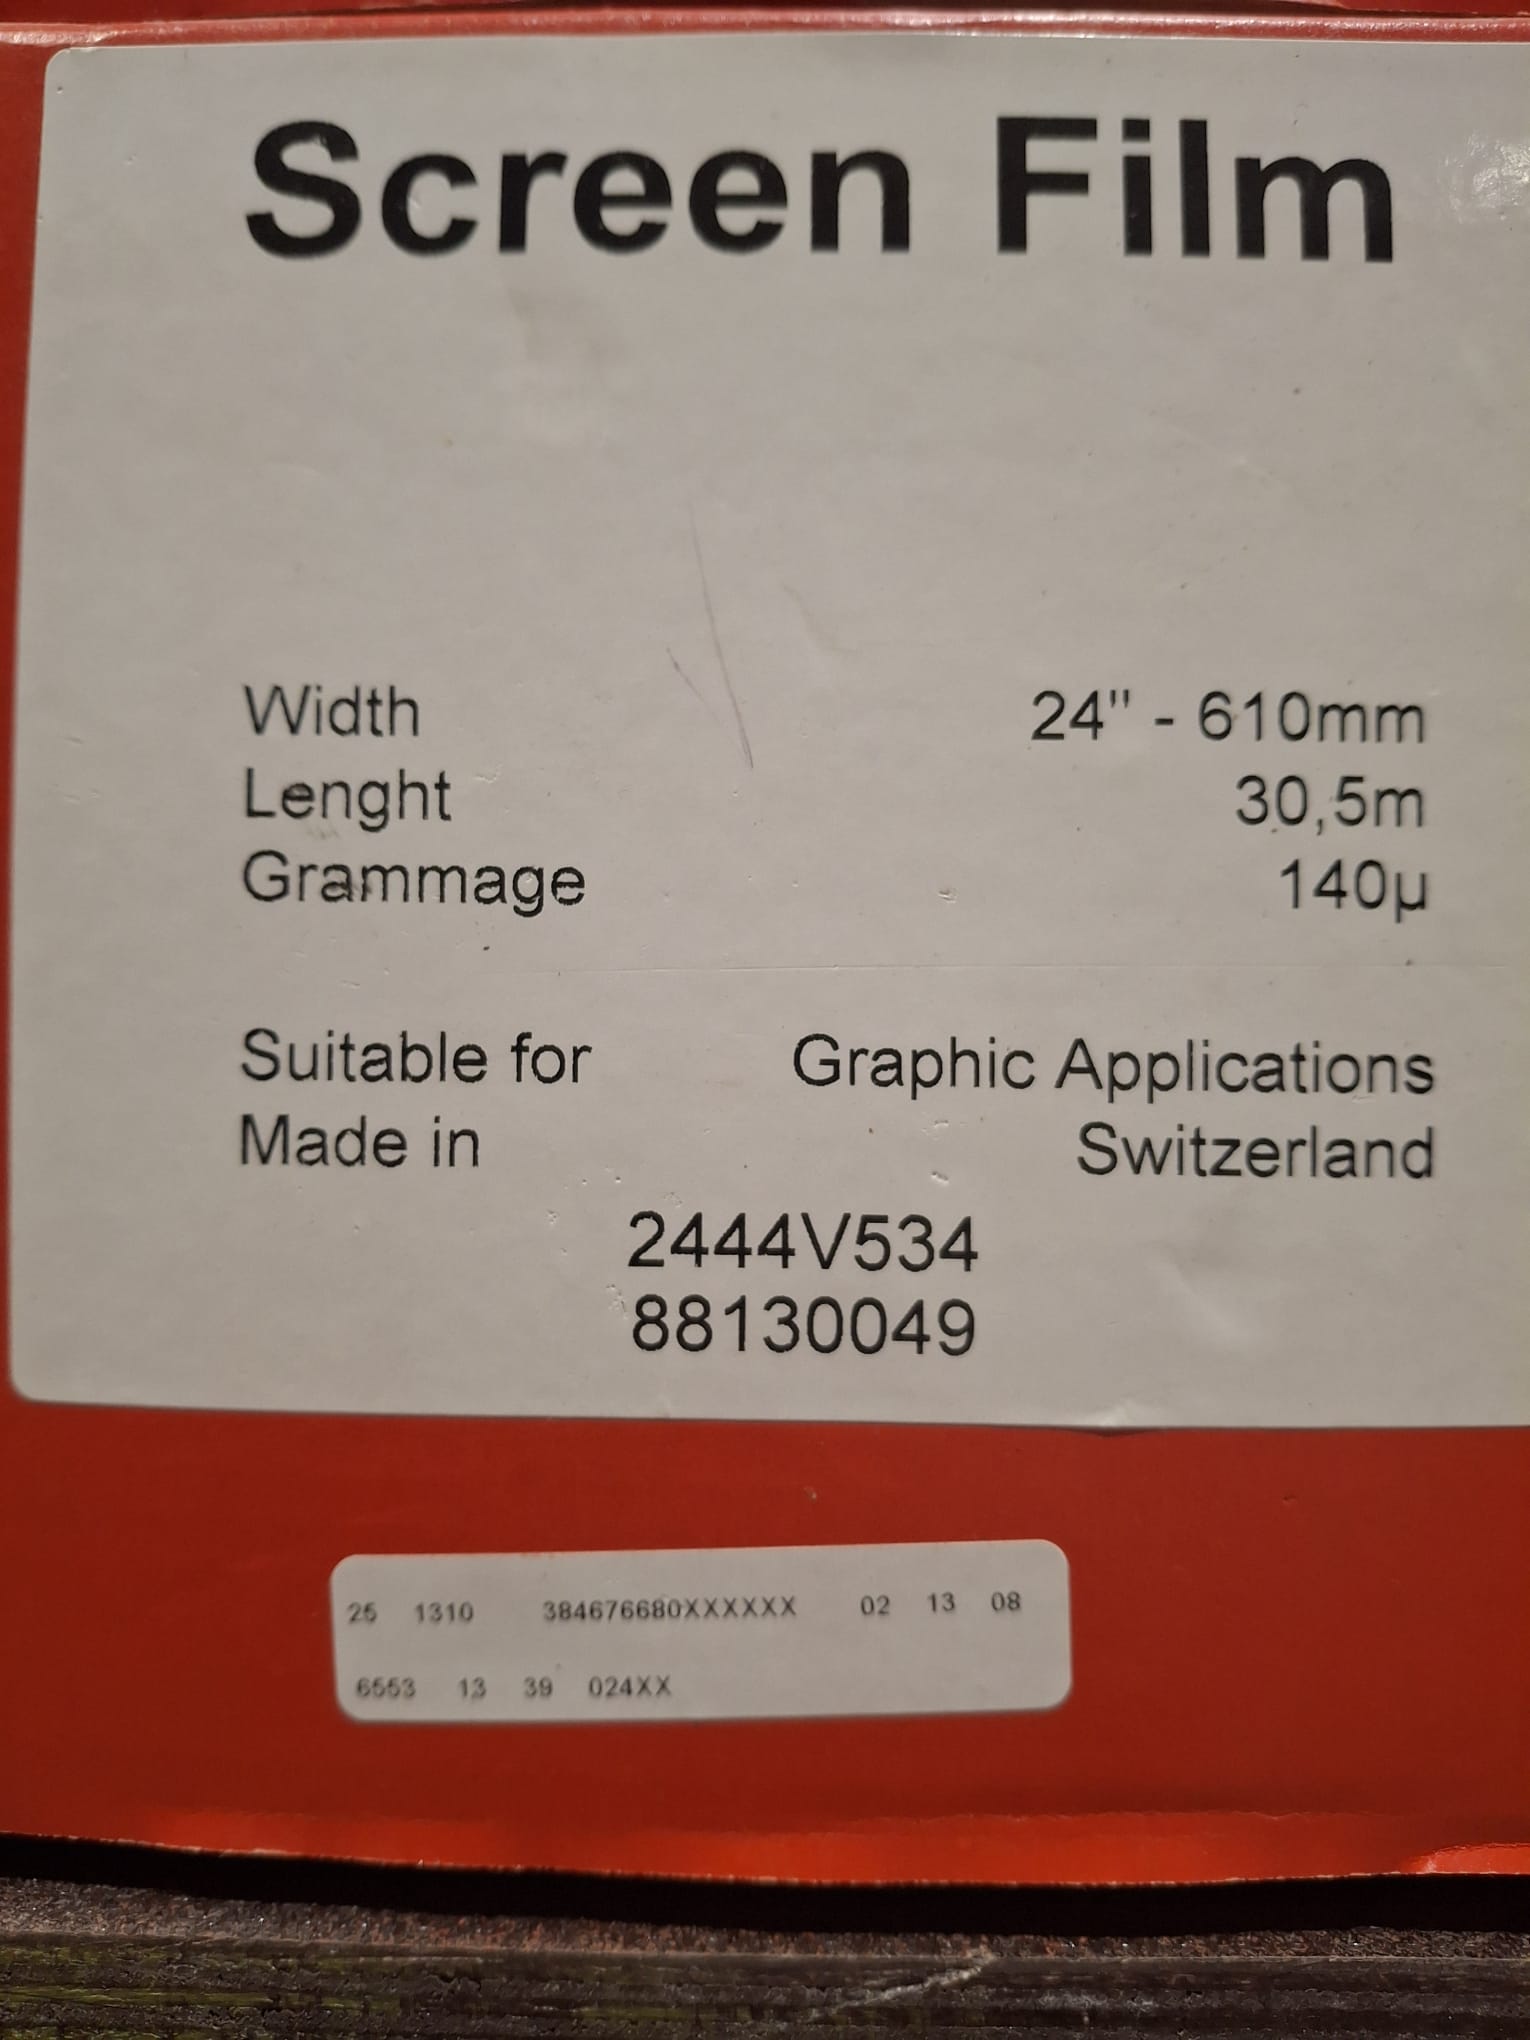 Screen Film
Width 24" - 610mm
Lenght 30,5m
Grammage 140µ
Suitable for Graphic Applications
Made in Switzerland
2444V534
88130049
25 1310 384676680XXXXXX 02 13 08
6553 13 39 024XX